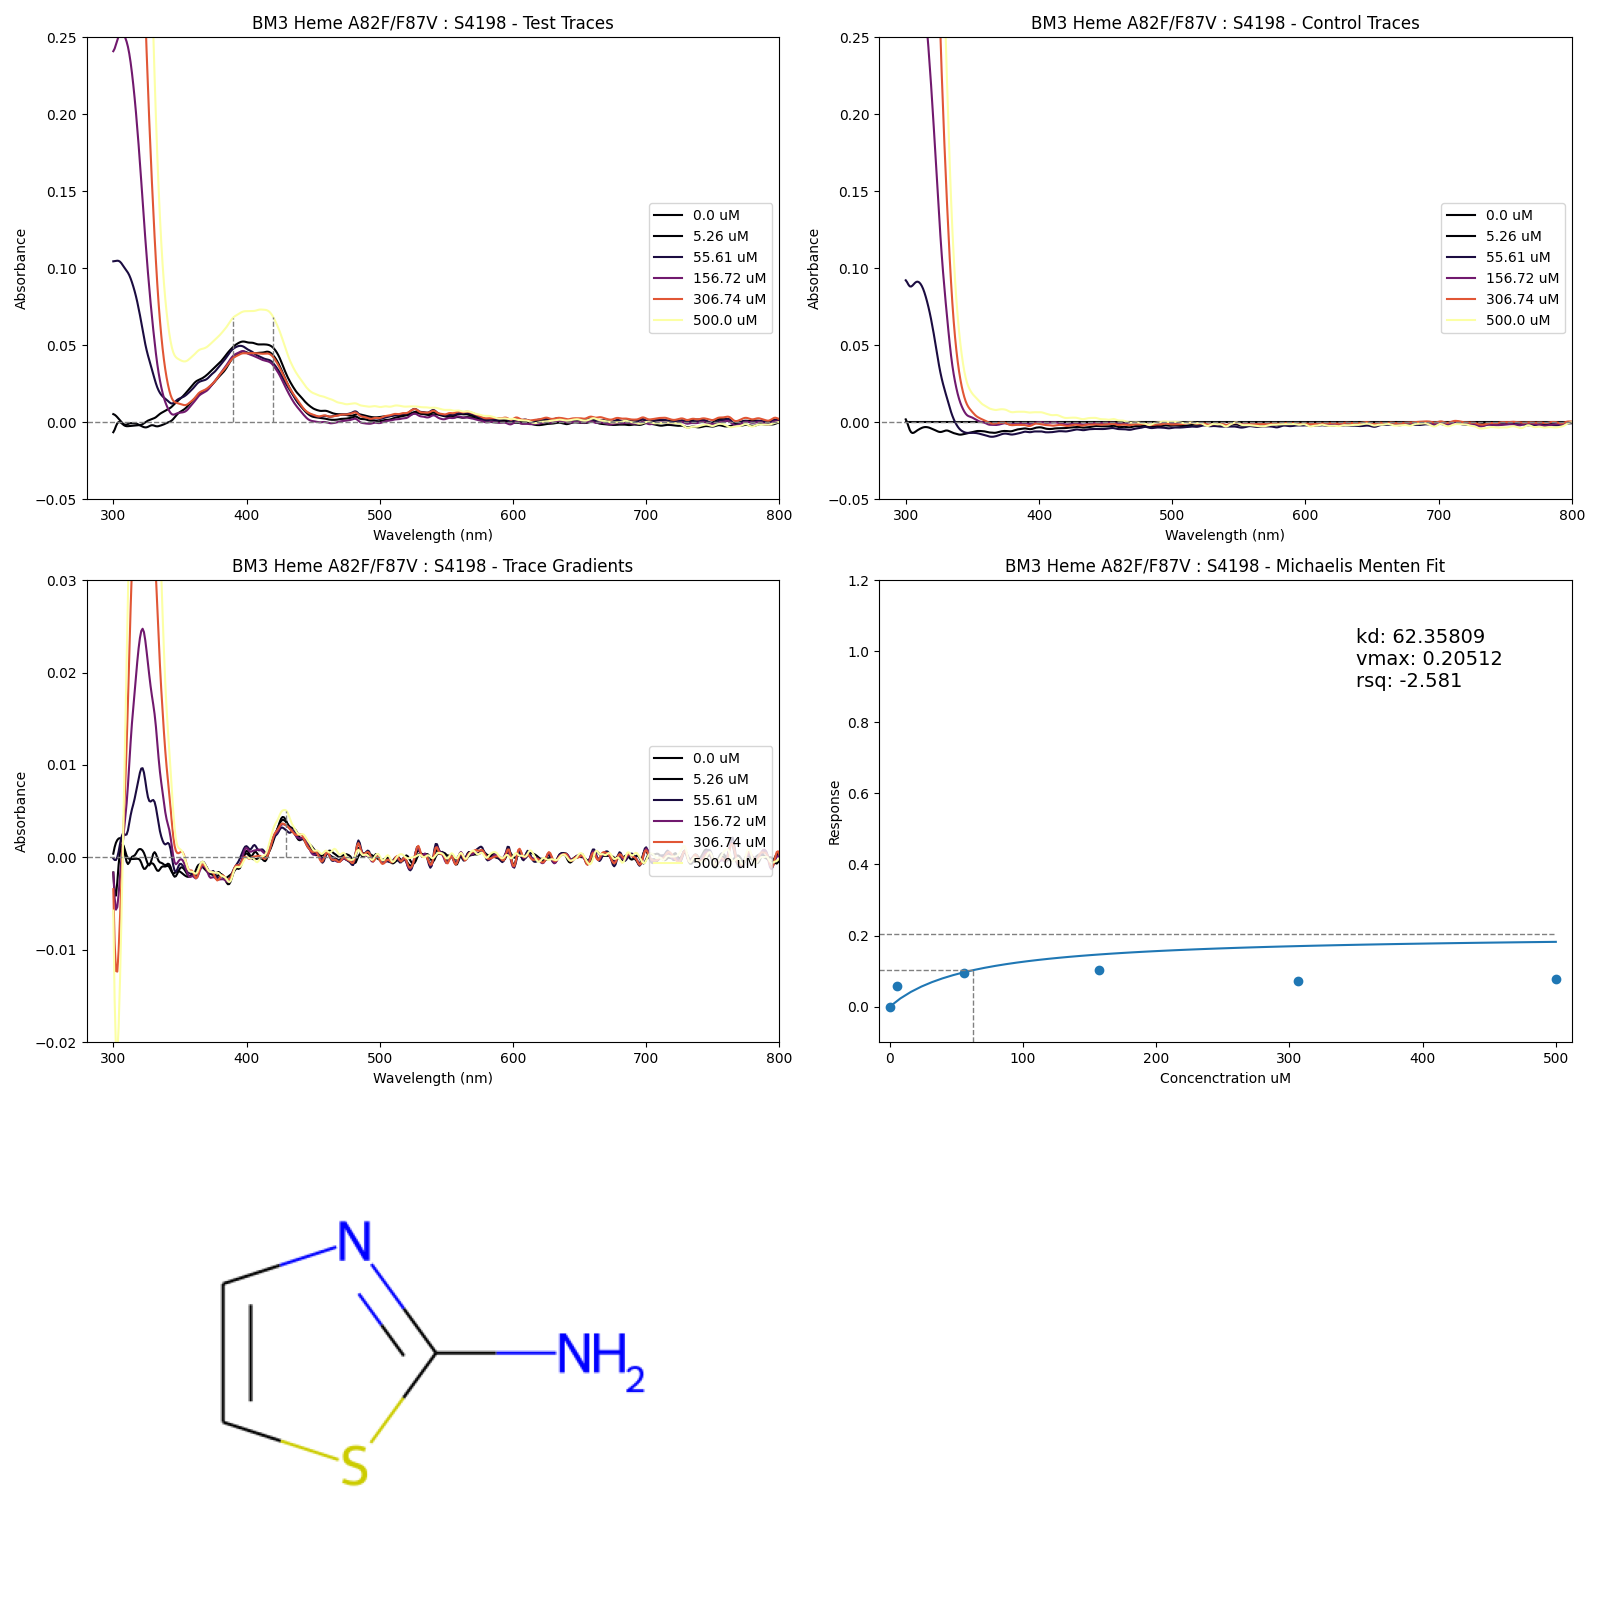 BM3 Heme A82F/F87V : S4198 - Test Traces
Absorbance
0.25
0.20
0.15
0.10
0.05
0.00
−0.05
0.0 uM
5.26 uM
55.61 uM
156.72 uM
306.74 uM
500.0 uM
300 400 500 600 700 800
Wavelength (nm)
BM3 Heme A82F/F87V : S4198 - Control Traces
Absorbance
0.25
0.20
0.15
0.10
0.05
0.00
−0.05
0.0 uM
5.26 uM
55.61 uM
156.72 uM
306.74 uM
500.0 uM
300 400 500 600 700 800
Wavelength (nm)
BM3 Heme A82F/F87V : S4198 - Trace Gradients
Absorbance
0.03
0.02
0.01
0.00
−0.01
−0.02
0.0 uM
5.26 uM
55.61 uM
156.72 uM
306.74 uM
500.0 uM
300 400 500 600 700 800
Wavelength (nm)
BM3 Heme A82F/F87V : S4198 - Michaelis Menten Fit
Response
1.2
1.0
0.8
0.6
0.4
0.2
0.0
kd: 62.35809
vmax: 0.20512
rsq: -2.581
0 100 200 300 400 500
Concenctration uM
N
NH2
S